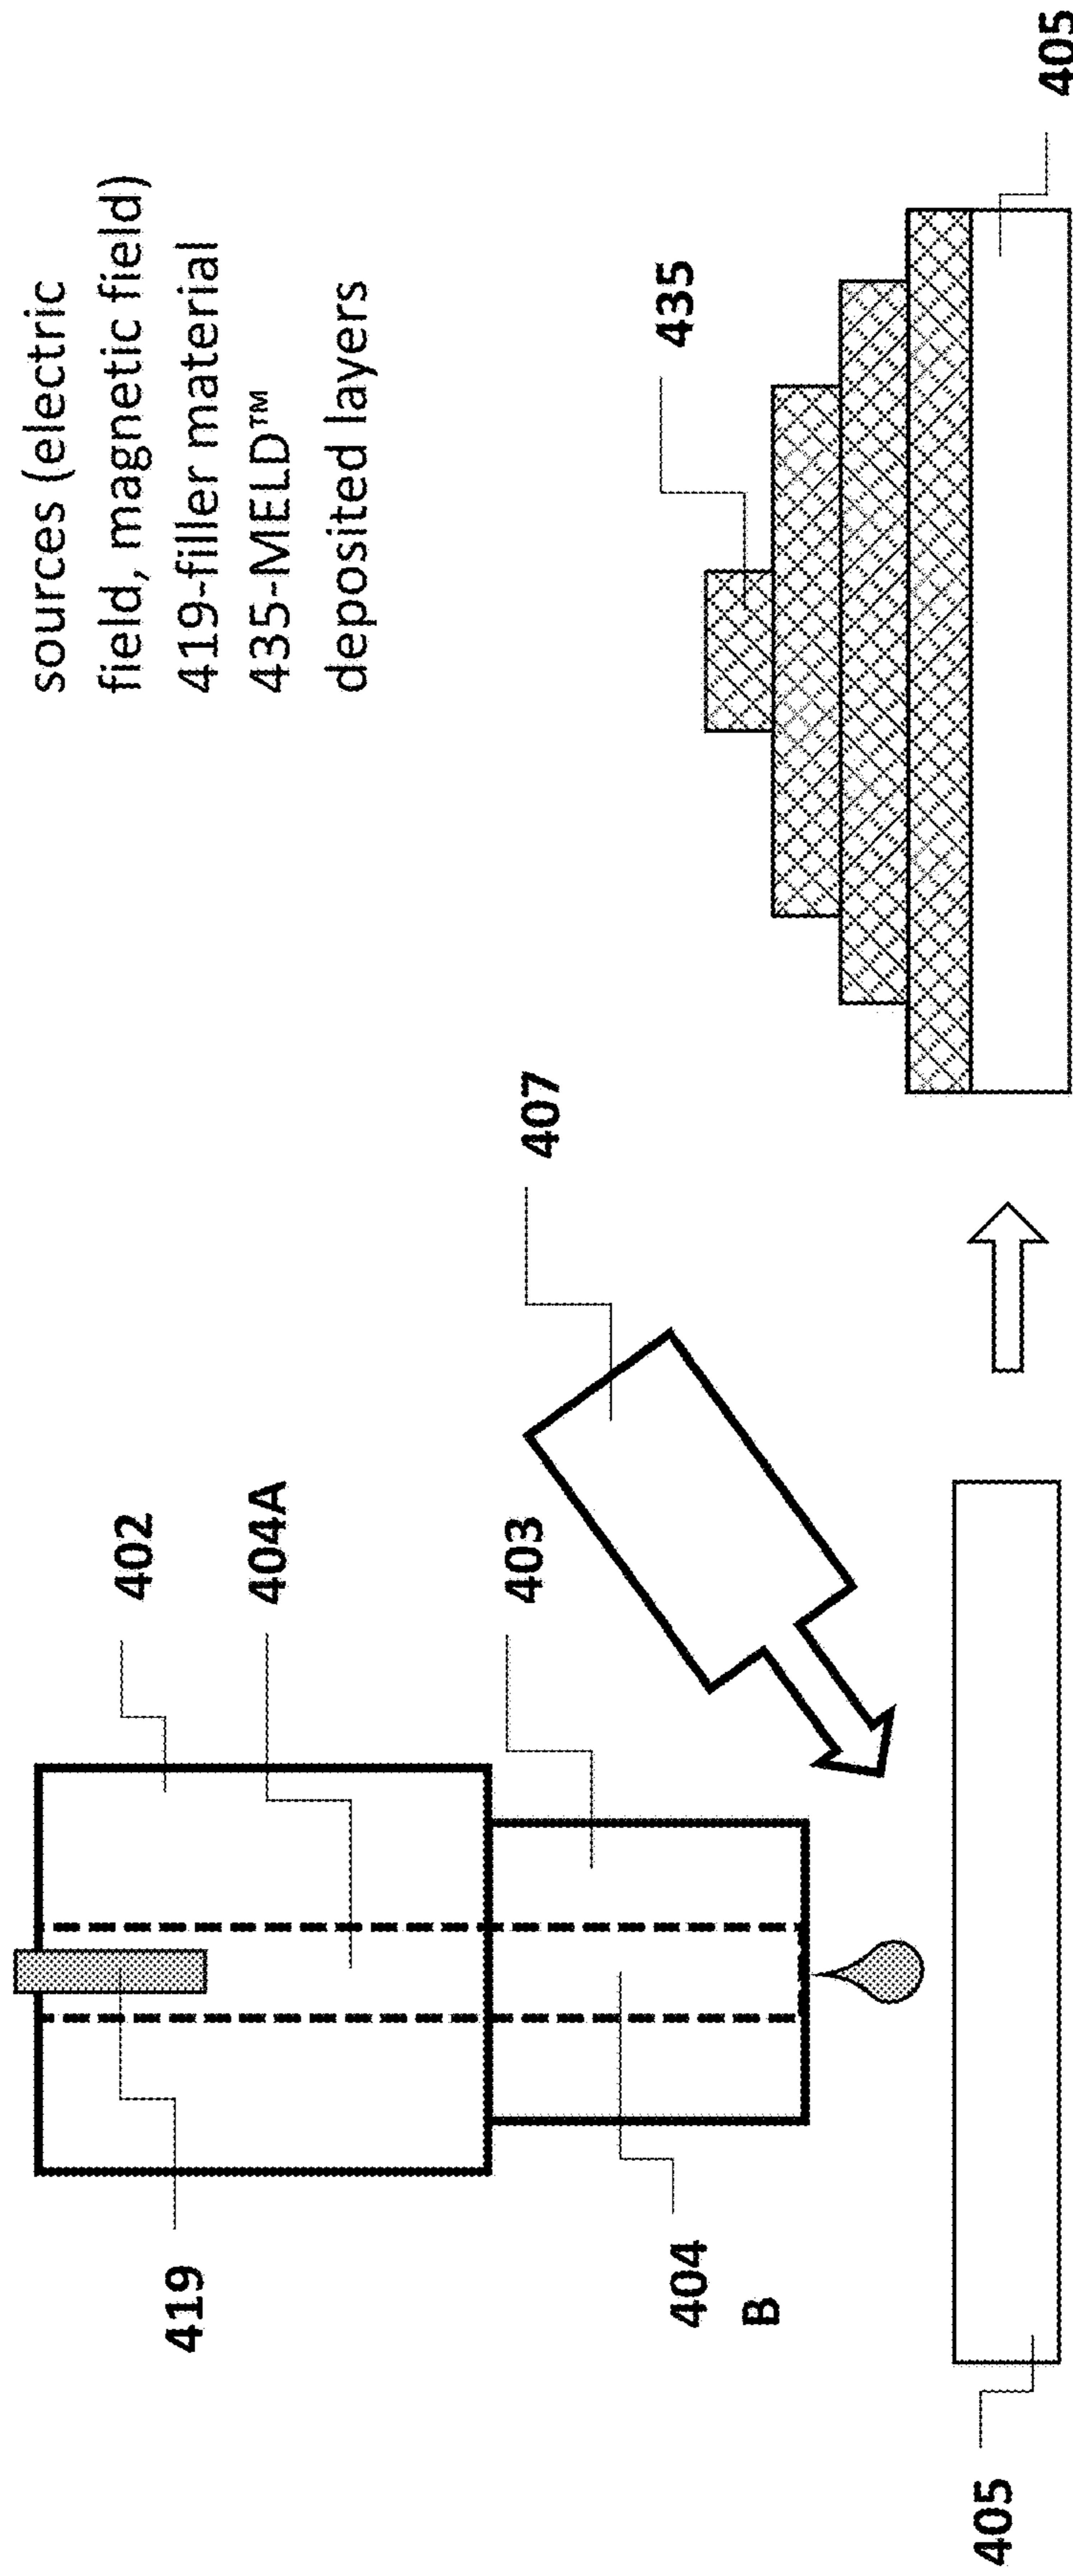 sources (electric
field, magnetic field)
419-filler material
435-MELD™
deposited layers
402
404A
419
403
407
404
B
435
405
405